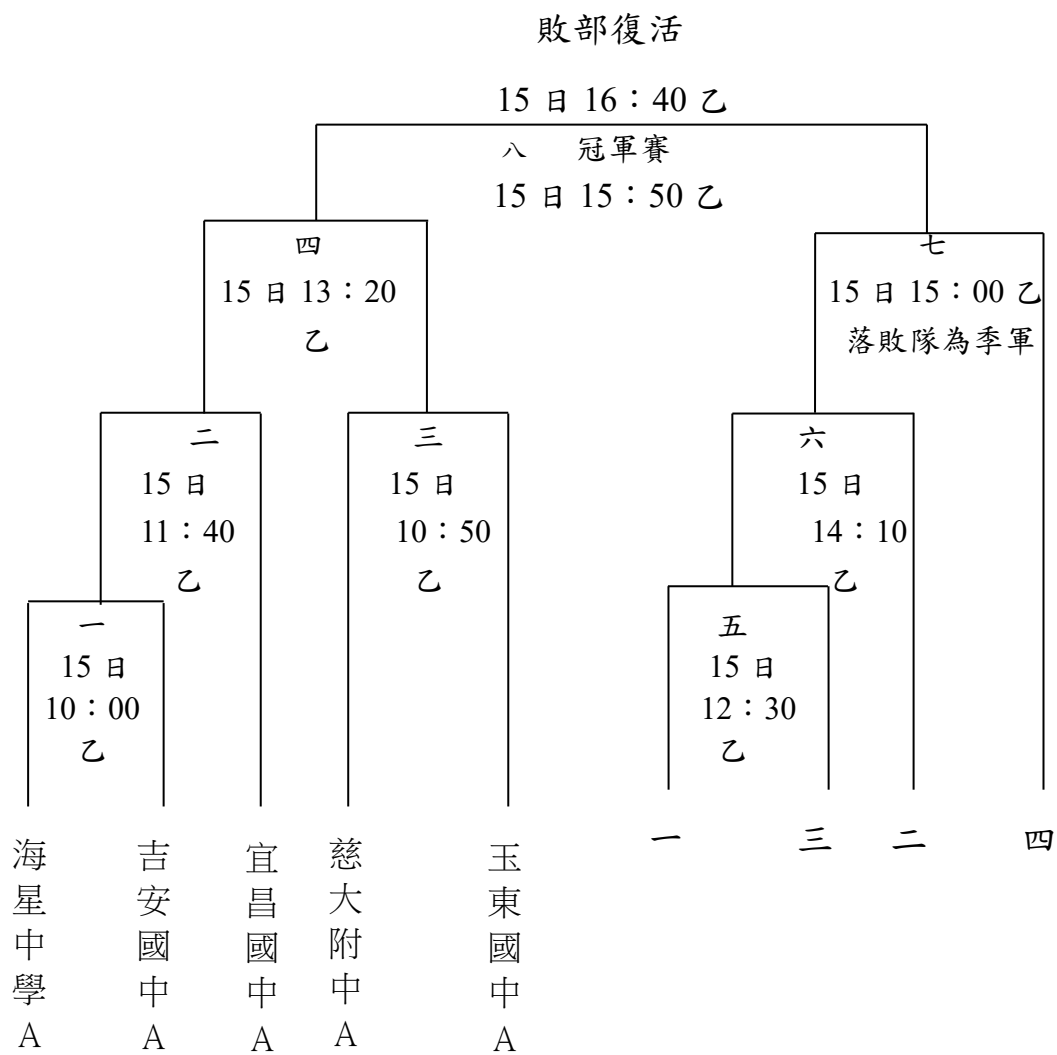 敗部復活
15 日 16：40 乙
八 冠軍賽
15 日 15：50 乙
四
15 日 13：20
乙
七
15 日 15：00 乙
落敗隊為季軍
二
15 日
11：40
乙
三
15 日
10：50
乙
六
15 日
14：10
乙
一
15 日
10：00
乙
五
15 日
12：30
乙
海星中學A
吉安國中A
宜昌國中A
慈大附中A
玉東國中A
一
三
二
四